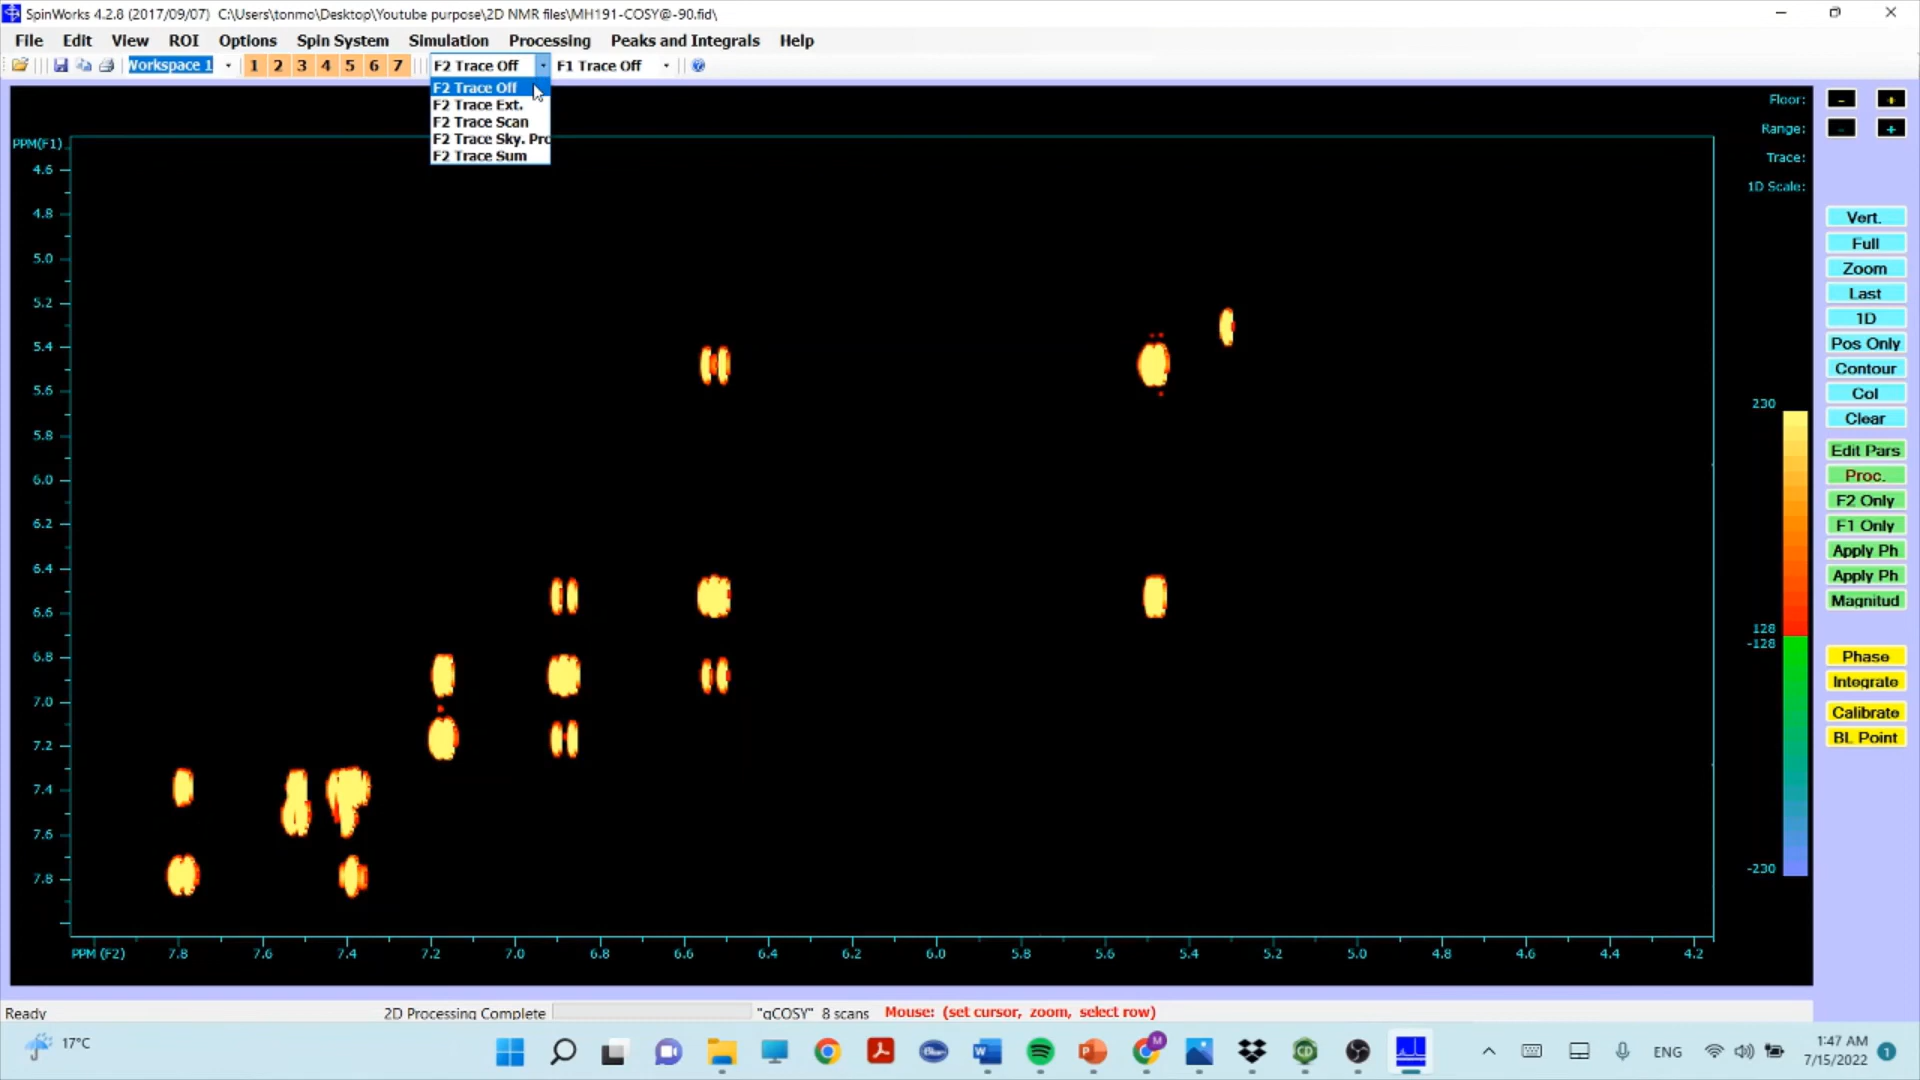 SpinWorks 4.2.8 (2017/09/07)   C:\Users\tonmo\Desktop\Youtube purpose\2D NMR files\MH191-COSY@-90.fid\
File Edit View ROI Options Spin System Simulation Processing Peaks and Integrals Help
Workspace 1 1 2 3 4 5 6 7 F2 Trace Off F1 Trace Off
F2 Trace Off
F2 Trace Ext.
F2 Trace Scan
F2 Trace Sky. Pro
F2 Trace Sum
Floor: - +
Range: - +
Trace:
1D Scale:
PPM(F1)
4.6
4.8
5.0
5.2
5.4
5.6
5.8
6.0
6.2
6.4
6.6
6.8
7.0
7.2
7.4
7.6
7.8
PPM (F2) 7.8 7.6 7.4 7.2 7.0 6.8 6.6 6.4 6.2 6.0 5.8 5.6 5.4 5.2 5.0 4.8 4.6 4.4 4.2
230
128
-128
-230
Vert.
Full
Zoom
Last
1D
Pos Only
Contour
Col
Clear
Edit Pars
Proc.
F2 Only
F1 Only
Apply Ph
Apply Ph
Magnitud
Phase
Integrate
Calibrate
BL Point
Ready 2D Processing Complete "gCOSY" 8 scans Mouse: (set cursor, zoom, select row)
17°C
M
CD
ENG
1:47 AM
7/15/2022
1